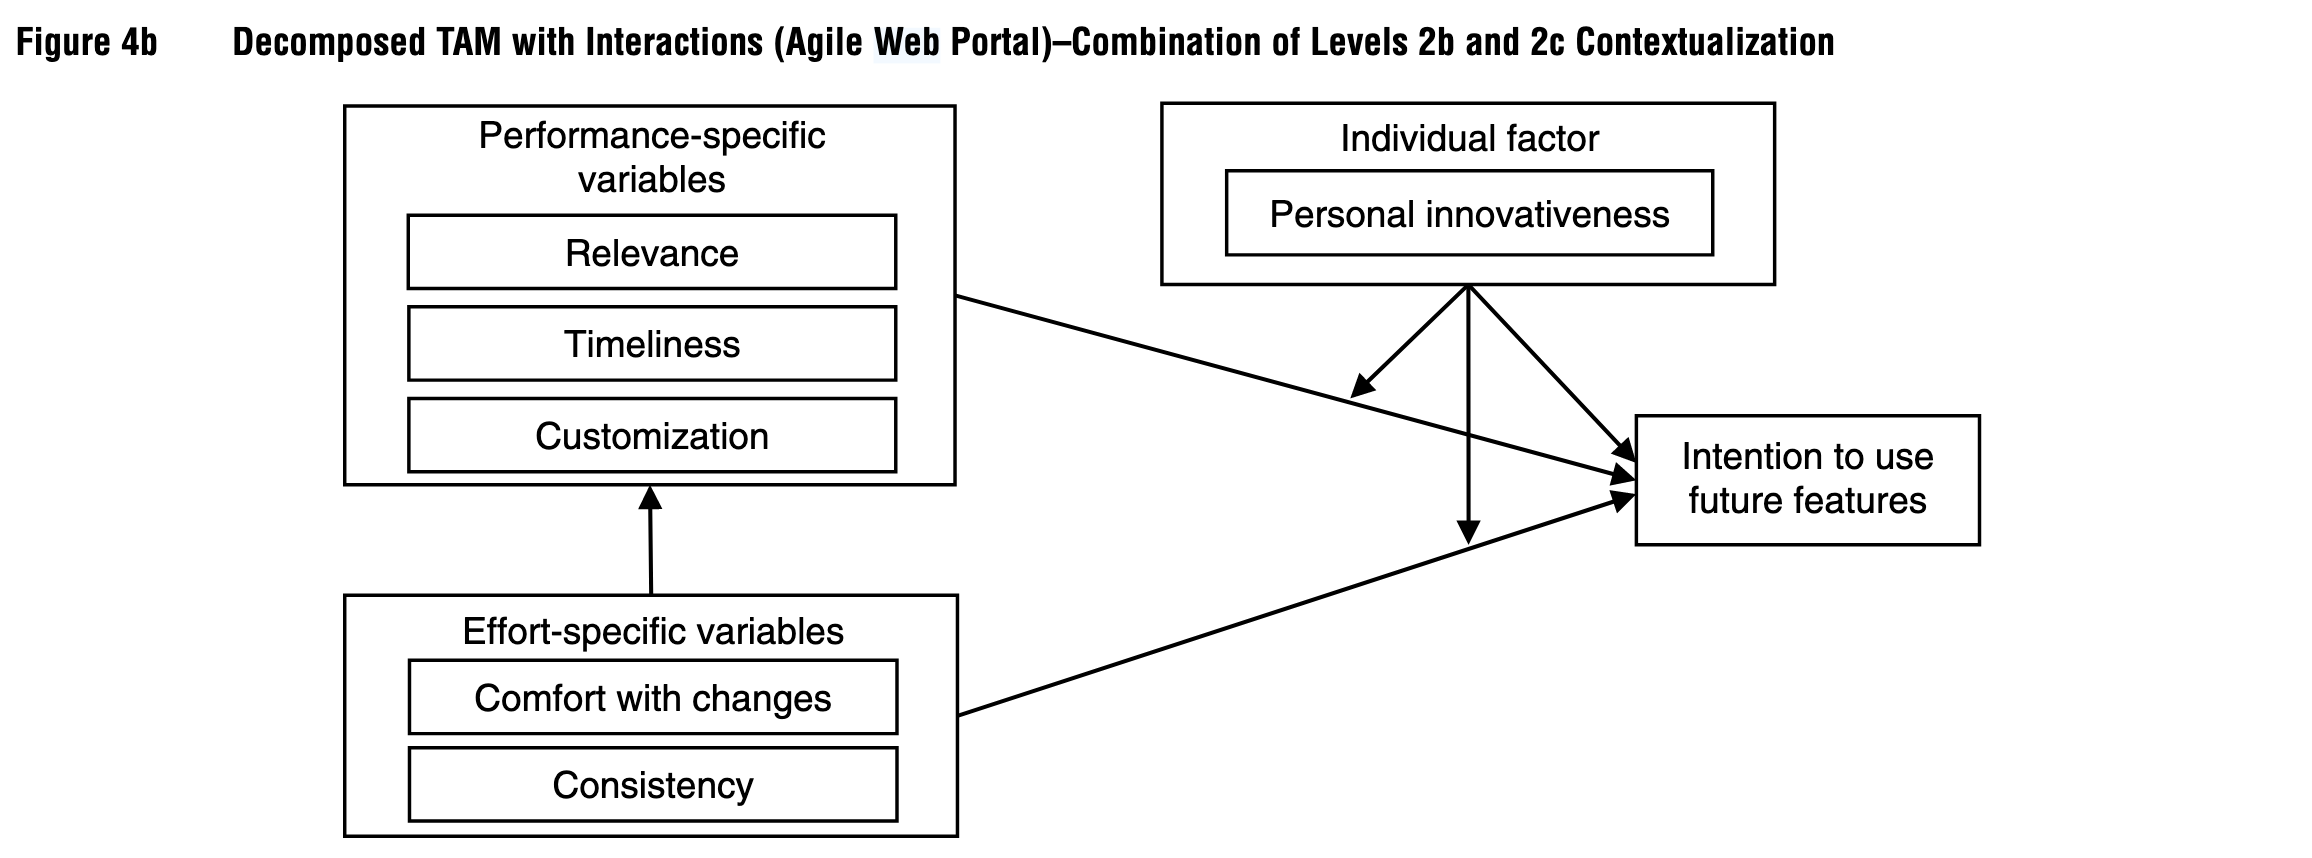 Figure 4b Decomposed TAM with Interactions (Agile Web Portal)–Combination of Levels 2b and 2c Contextualization
Performance-specific
variables
Relevance
Timeliness
Customization
Individual factor
Personal innovativeness
Intention to use
future features
Effort-specific variables
Comfort with changes
Consistency